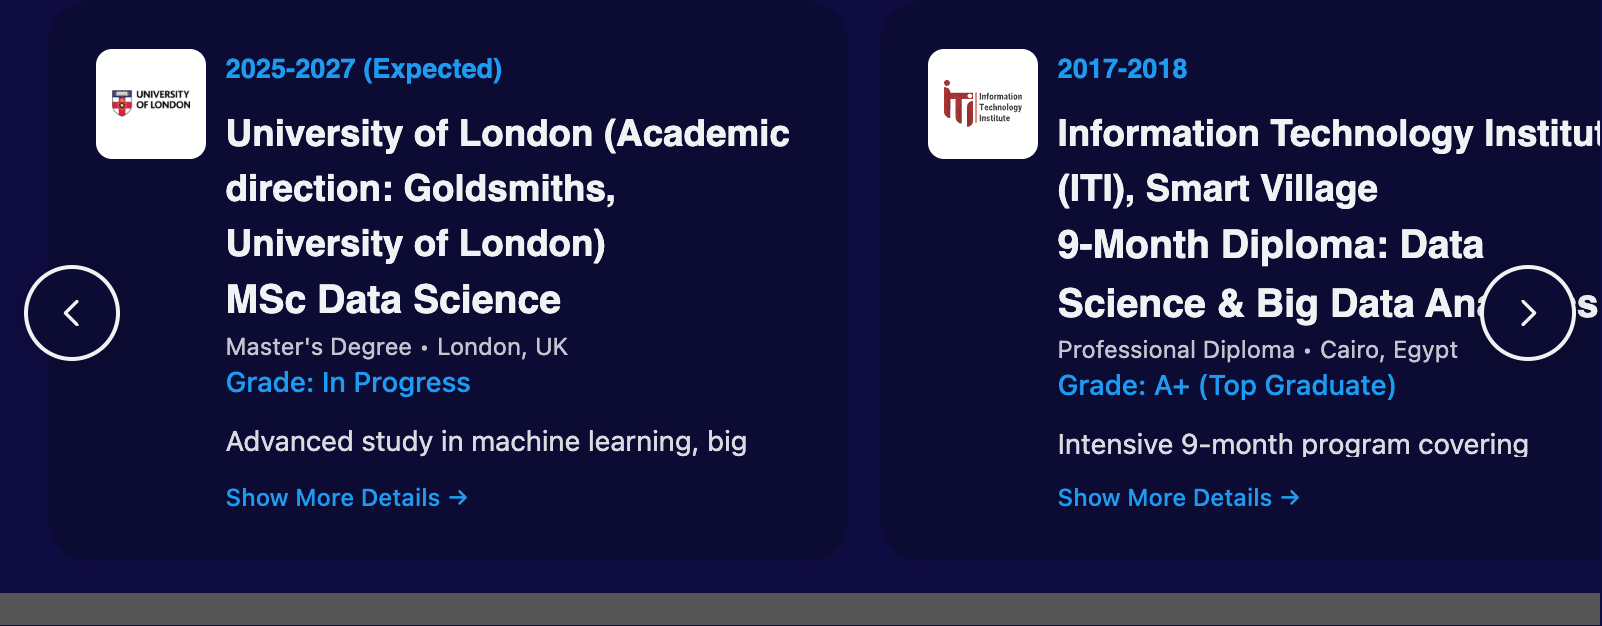 UNIVERSITY
OF LONDON
2025-2027 (Expected)
University of London (Academic
direction: Goldsmiths,
University of London)
MSc Data Science
Master's Degree • London, UK
Grade: In Progress
Advanced study in machine learning, big
Show More Details →
iTi
Information
Technology
Institute
2017-2018
Information Technology Institut
(ITI), Smart Village
9-Month Diploma: Data
Science & Big Data
Professional Diploma • Cairo, Egypt
Grade: A+ (Top Graduate)
Intensive 9-month program covering
Show More Details →